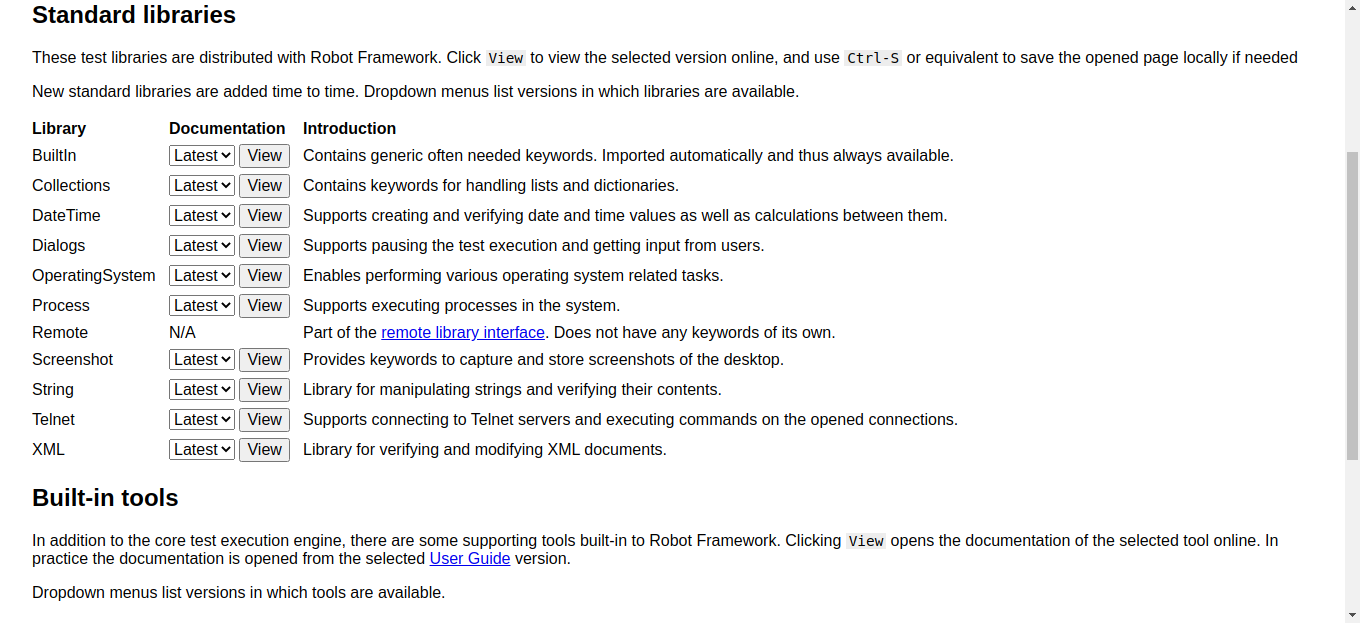 Standard libraries
These test libraries are distributed with Robot Framework. Click View to view the selected version online, and use Ctrl-S or equivalent to save the opened page locally if needed
New standard libraries are added time to time. Dropdown menus list versions in which libraries are available.
Library Documentation Introduction
BuiltIn Latest View Contains generic often needed keywords. Imported automatically and thus always available.
Collections Latest View Contains keywords for handling lists and dictionaries.
DateTime Latest View Supports creating and verifying date and time values as well as calculations between them.
Dialogs Latest View Supports pausing the test execution and getting input from users.
OperatingSystem Latest View Enables performing various operating system related tasks.
Process Latest View Supports executing processes in the system.
Remote N/A Part of the remote library interface. Does not have any keywords of its own.
Screenshot Latest View Provides keywords to capture and store screenshots of the desktop.
String Latest View Library for manipulating strings and verifying their contents.
Telnet Latest View Supports connecting to Telnet servers and executing commands on the opened connections.
XML Latest View Library for verifying and modifying XML documents.
Built-in tools
In addition to the core test execution engine, there are some supporting tools built-in to Robot Framework. Clicking View opens the documentation of the selected tool online. In
practice the documentation is opened from the selected User Guide version.
Dropdown menus list versions in which tools are available.